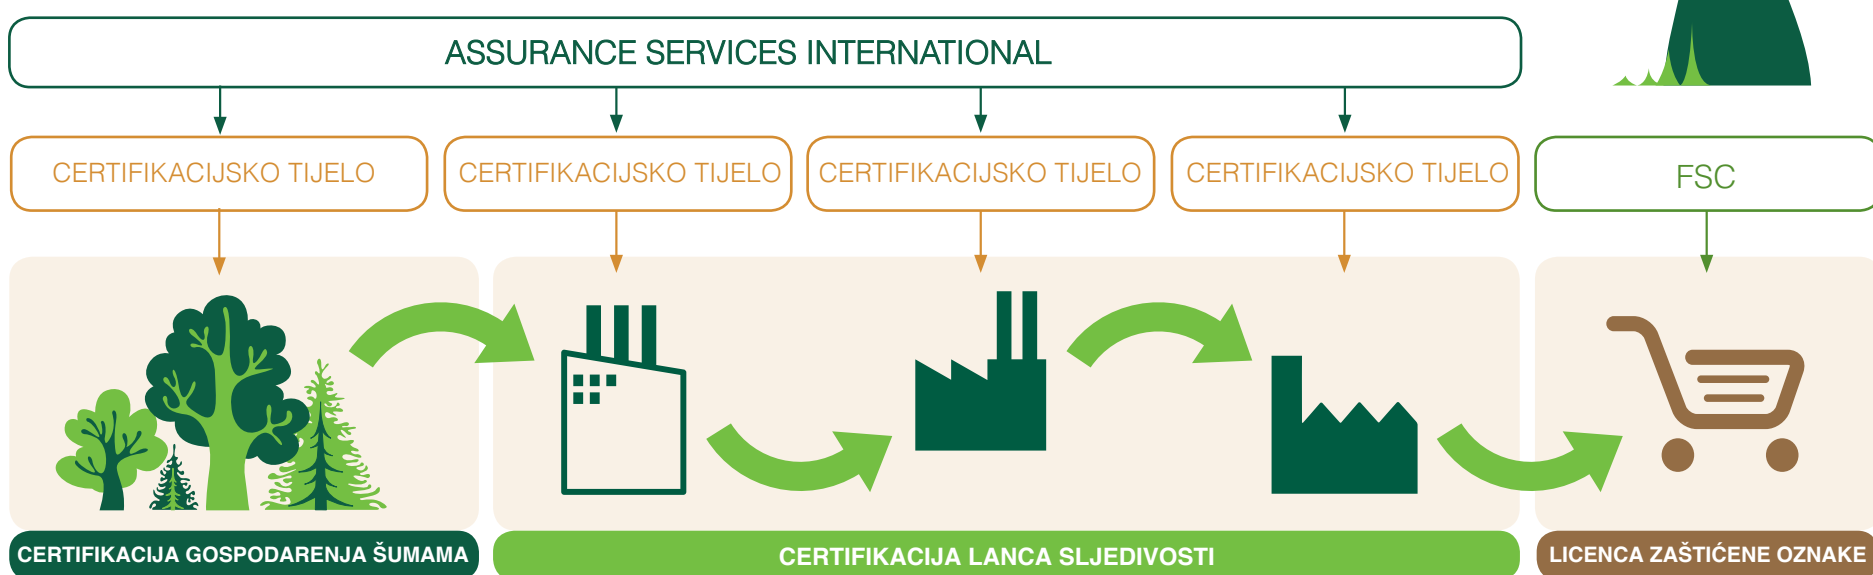 ASSURANCE SERVICES INTERNATIONAL
CERTIFIKACIJSKO TIJELO
CERTIFIKACIJSKO TIJELO
CERTIFIKACIJSKO TIJELO
CERTIFIKACIJSKO TIJELO
FSC
CERTIFIKACIJA GOSPODARENJA ŠUMAMA
CERTIFIKACIJA LANCA SLJEDIVOSTI
LICENCA ZAŠTIĆENE OZNAKE